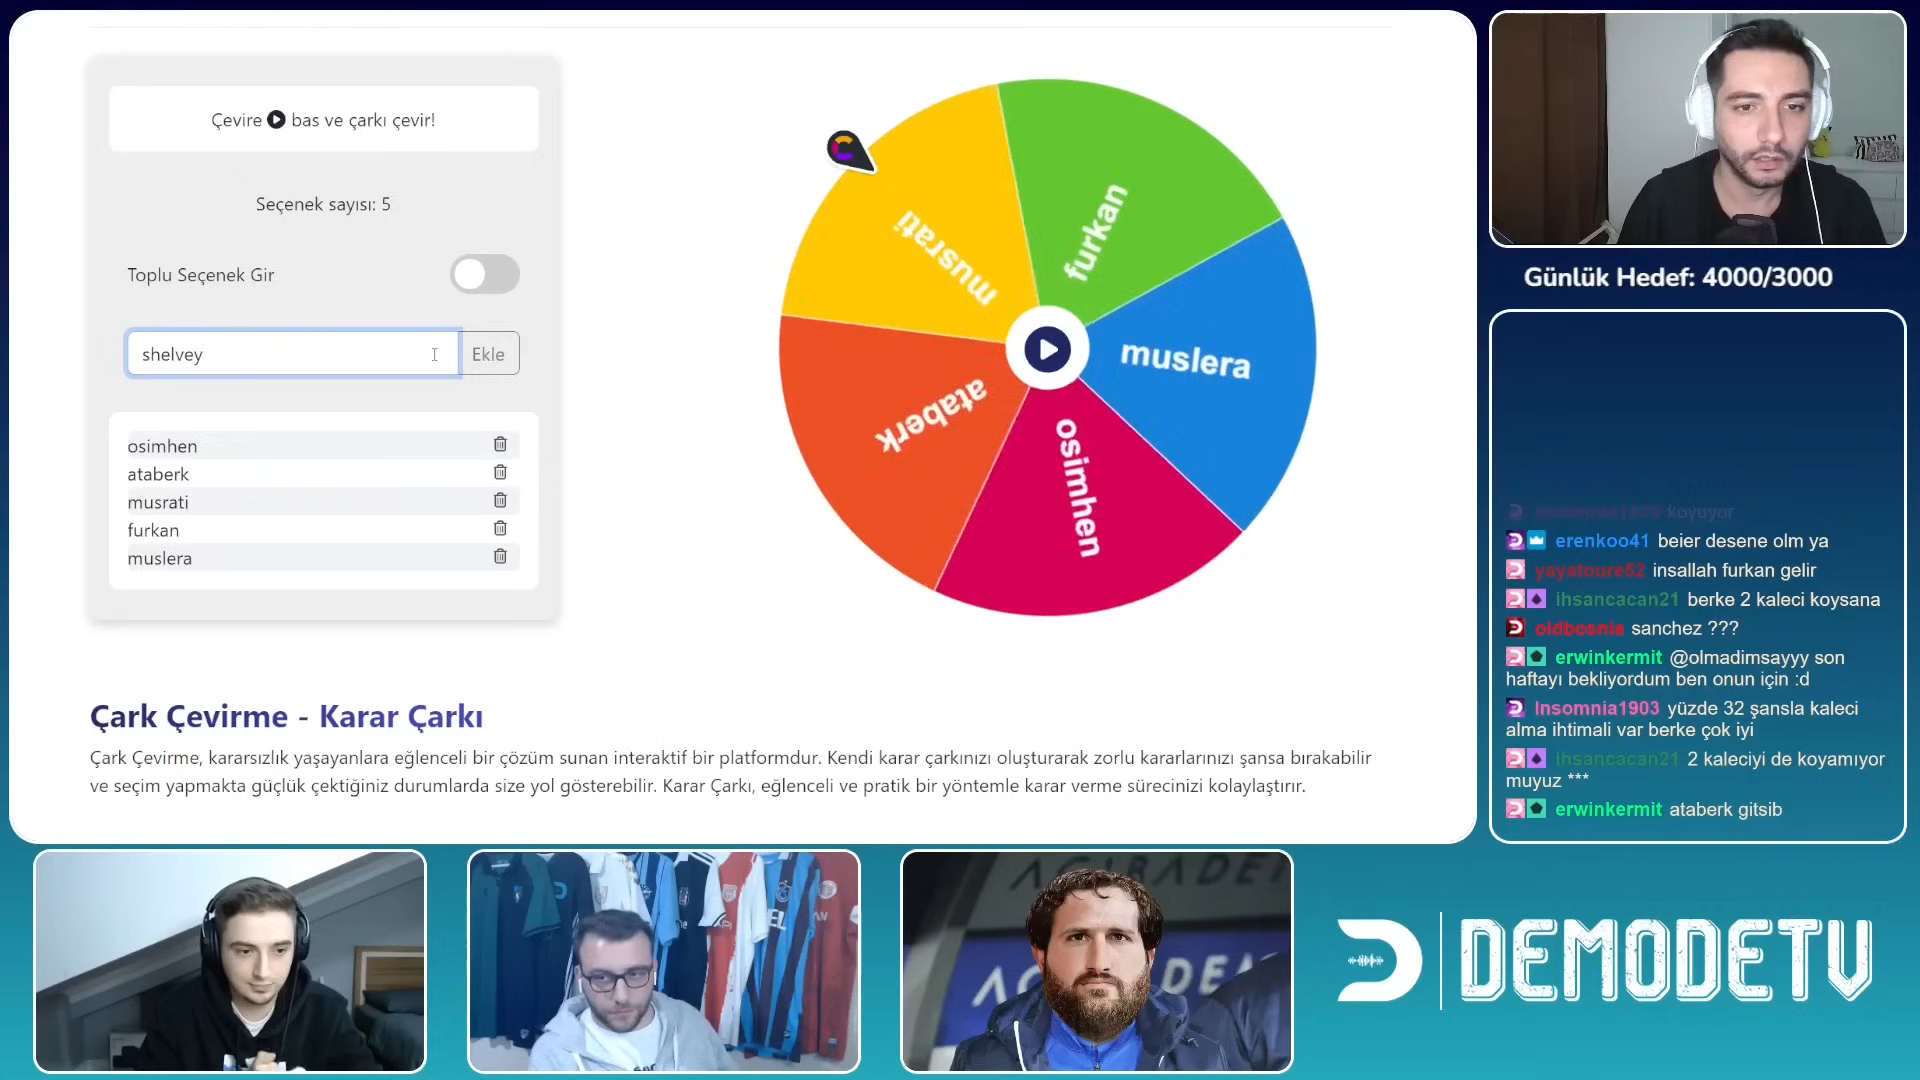 Çevire bas ve çarkı çevir!
Seçenek sayısı: 5
Toplu Seçenek Gir
shelvey
Ekle
osimhen
ataberk
musrati
furkan
muslera
furkan
muslera
osimhen
ataberk
musrati
Çark Çevirme - Karar Çarkı
Çark Çevirme, kararsızlık yaşayanlara eğlenceli bir çözüm sunan interaktif bir platformdur. Kendi karar çarkınızı oluşturarak zorlu kararlarınızı şansa bırakabilir
ve seçim yapmakta güçlük çektiğiniz durumlarda size yol gösterebilir. Karar Çarkı, eğlenceli ve pratik bir yöntemle karar verme sürecinizi kolaylaştırır.
Günlük Hedef: 4000/3000
Insomnia1903 koyuyor
erenkoo41 beier desene olm ya
yayatoure52 insallah furkan gelir
ihsancacan21 berke 2 kaleci koysana
oldbosnia sanchez ???
erwinkermit @olmadimsayyy son
haftayı bekliyordum ben onun için :d
Insomnia1903 yüzde 32 şansla kaleci
alma ihtimali var berke çok iyi
ihsancacan21 2 kaleciyi de koyamıyor
muyuz ***
erwinkermit ataberk gitsib
DEMODETV